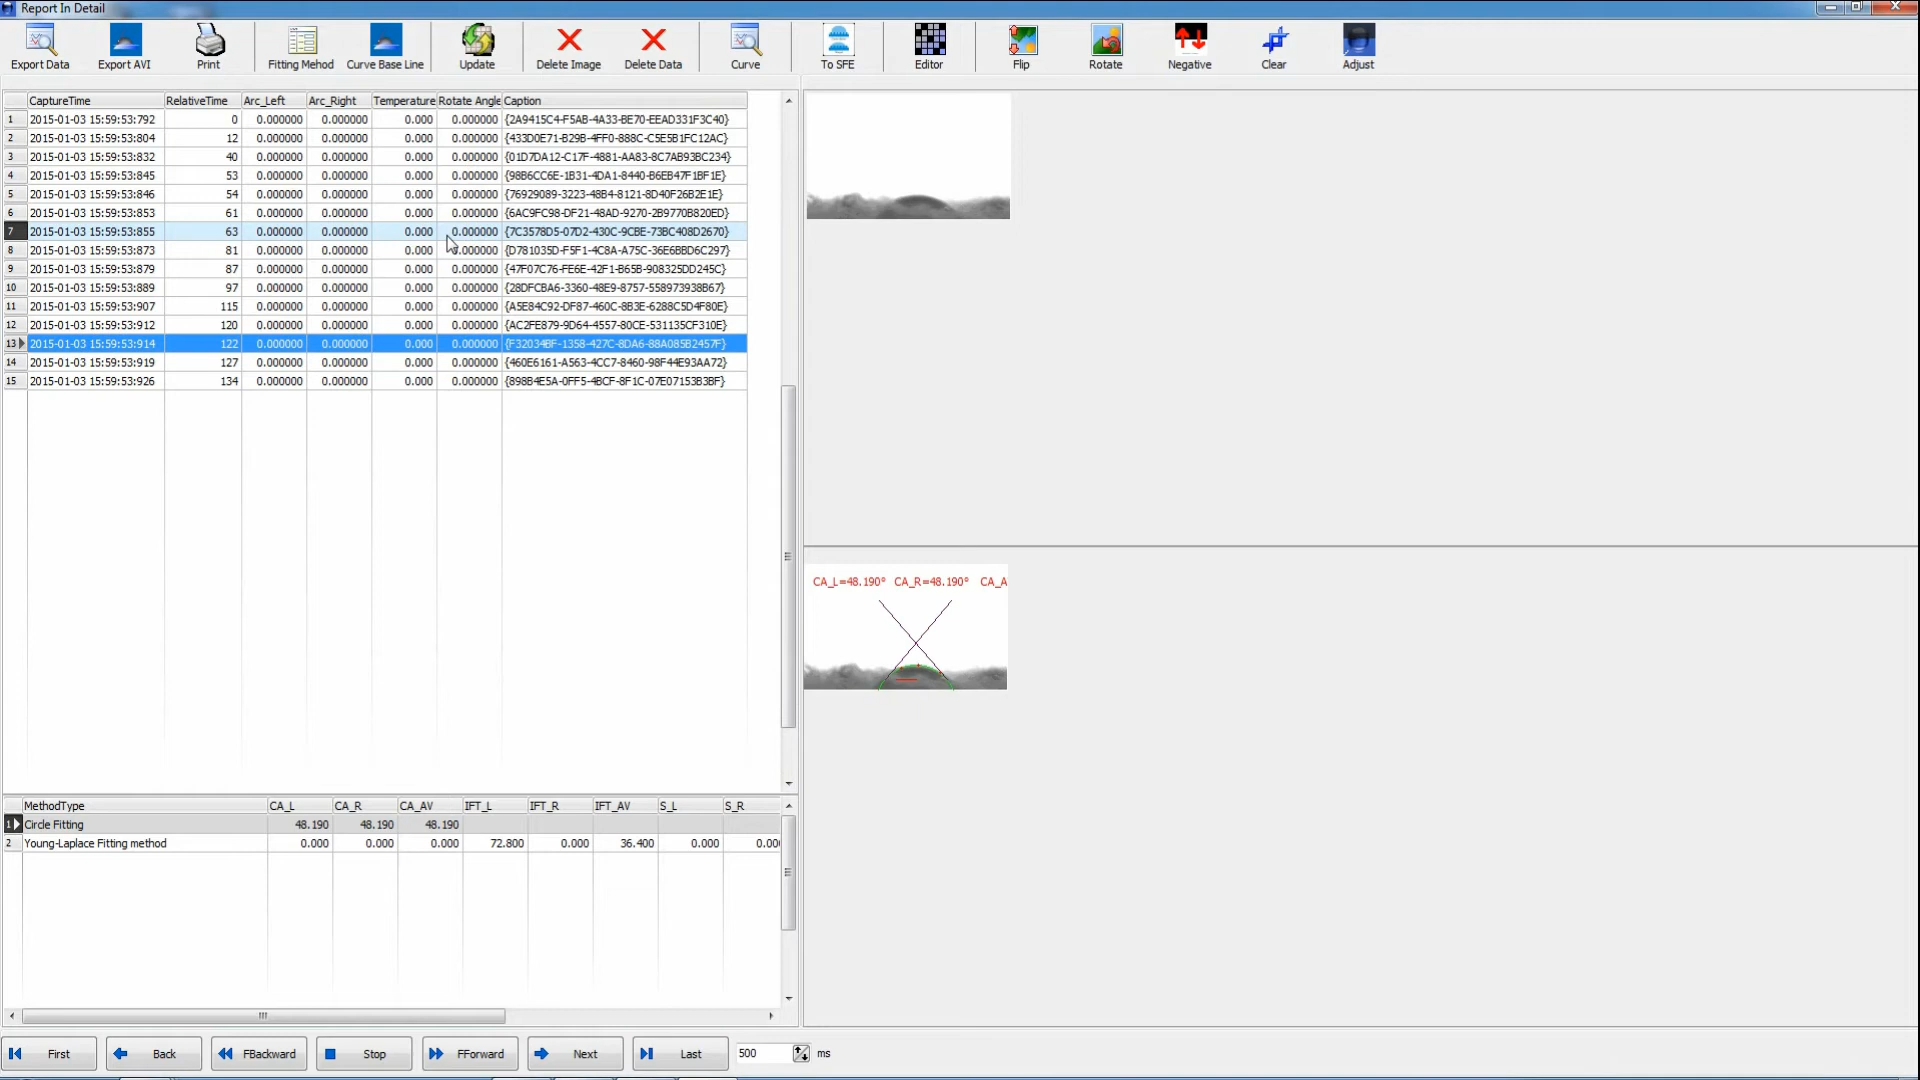 Report In Detail
Export Data Export AVI Print Fitting Mehod Curve Base Line Update Delete Image Delete Data Curve To SFE Editor Flip Rotate Negative Clear Adjust
CaptureTime RelativeTime Arc_Left Arc_Right Temperature Rotate Angle Caption
1 2015-01-03 15:59:53:792 0 0.000000 0.000000 0.000 0.000000 {2A9415C4-F5AB-4A33-BE70-EEAD331F3C40}
2 2015-01-03 15:59:53:804 12 0.000000 0.000000 0.000 0.000000 {433D0E71-B29B-4FF0-888C-C5E5B1FC12AC}
3 2015-01-03 15:59:53:832 40 0.000000 0.000000 0.000 0.000000 {01D7DA12-C17F-4881-AA83-8C7AB93BC234}
4 2015-01-03 15:59:53:845 53 0.000000 0.000000 0.000 0.000000 {98B6CC6E-1B31-4DA1-8440-B6EB47F1BF1E}
5 2015-01-03 15:59:53:846 54 0.000000 0.000000 0.000 0.000000 {76929089-3223-48B4-8121-8D40F26B2E1E}
6 2015-01-03 15:59:53:853 61 0.000000 0.000000 0.000 0.000000 {6AC9FC98-DF21-48AD-9270-2B9770B820ED}
7 2015-01-03 15:59:53:855 63 0.000000 0.000000 0.000 0.000000 {7C3578D5-07D2-430C-9CBE-73BC408D2670}
8 2015-01-03 15:59:53:873 81 0.000000 0.000000 0.000 0.000000 {D781035D-F5F1-4C8A-A75C-36E6BBD6C297}
9 2015-01-03 15:59:53:879 87 0.000000 0.000000 0.000 0.000000 {47F07C76-FE6E-42F1-B65B-908325DD245C}
10 2015-01-03 15:59:53:889 97 0.000000 0.000000 0.000 0.000000 {28DFCBA6-3360-48E9-8757-558973938B67}
11 2015-01-03 15:59:53:907 115 0.000000 0.000000 0.000 0.000000 {A5E84C92-DF87-460C-8B3E-6288C5D4F80E}
12 2015-01-03 15:59:53:912 120 0.000000 0.000000 0.000 0.000000 {AC2FE879-9D64-4557-80CE-531135CF310E}
13 2015-01-03 15:59:53:914 122 0.000000 0.000000 0.000 0.000000 {F32034BF-1358-427C-8DA6-88A085B2457F}
14 2015-01-03 15:59:53:919 127 0.000000 0.000000 0.000 0.000000 {460E6161-A563-4CC7-8460-98F44E93AA72}
15 2015-01-03 15:59:53:926 134 0.000000 0.000000 0.000 0.000000 {898B4E5A-0FF5-4BCF-8F1C-07E07153B3BF}
CA_L=48.190° CA_R=48.190° CA_A
MethodType CA_L CA_R CA_AV IFT_L IFT_R IFT_AV S_L S_R
1 Circle Fitting 48.190 48.190 48.190
2 Young-Laplace Fitting method 0.000 0.000 0.000 72.800 0.000 36.400 0.000 0.000
First Back FBackward Stop FForward Next Last 500 ms